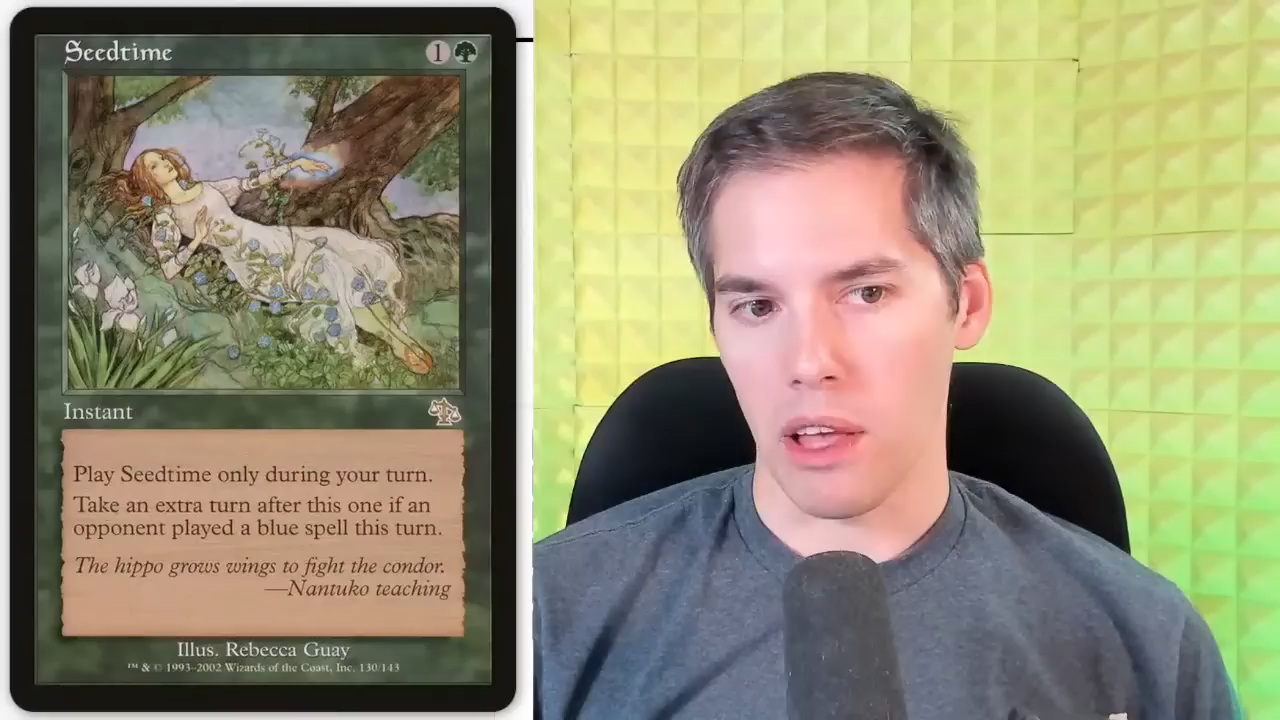 Seedtime 1
Instant
Play Seedtime only during your turn.
Take an extra turn after this one if an
opponent played a blue spell this turn.
The hippo grows wings to fight the condor.
—Nantuko teaching
Illus. Rebecca Guay
™ & © 1993–2002 Wizards of the Coast, Inc. 130/143